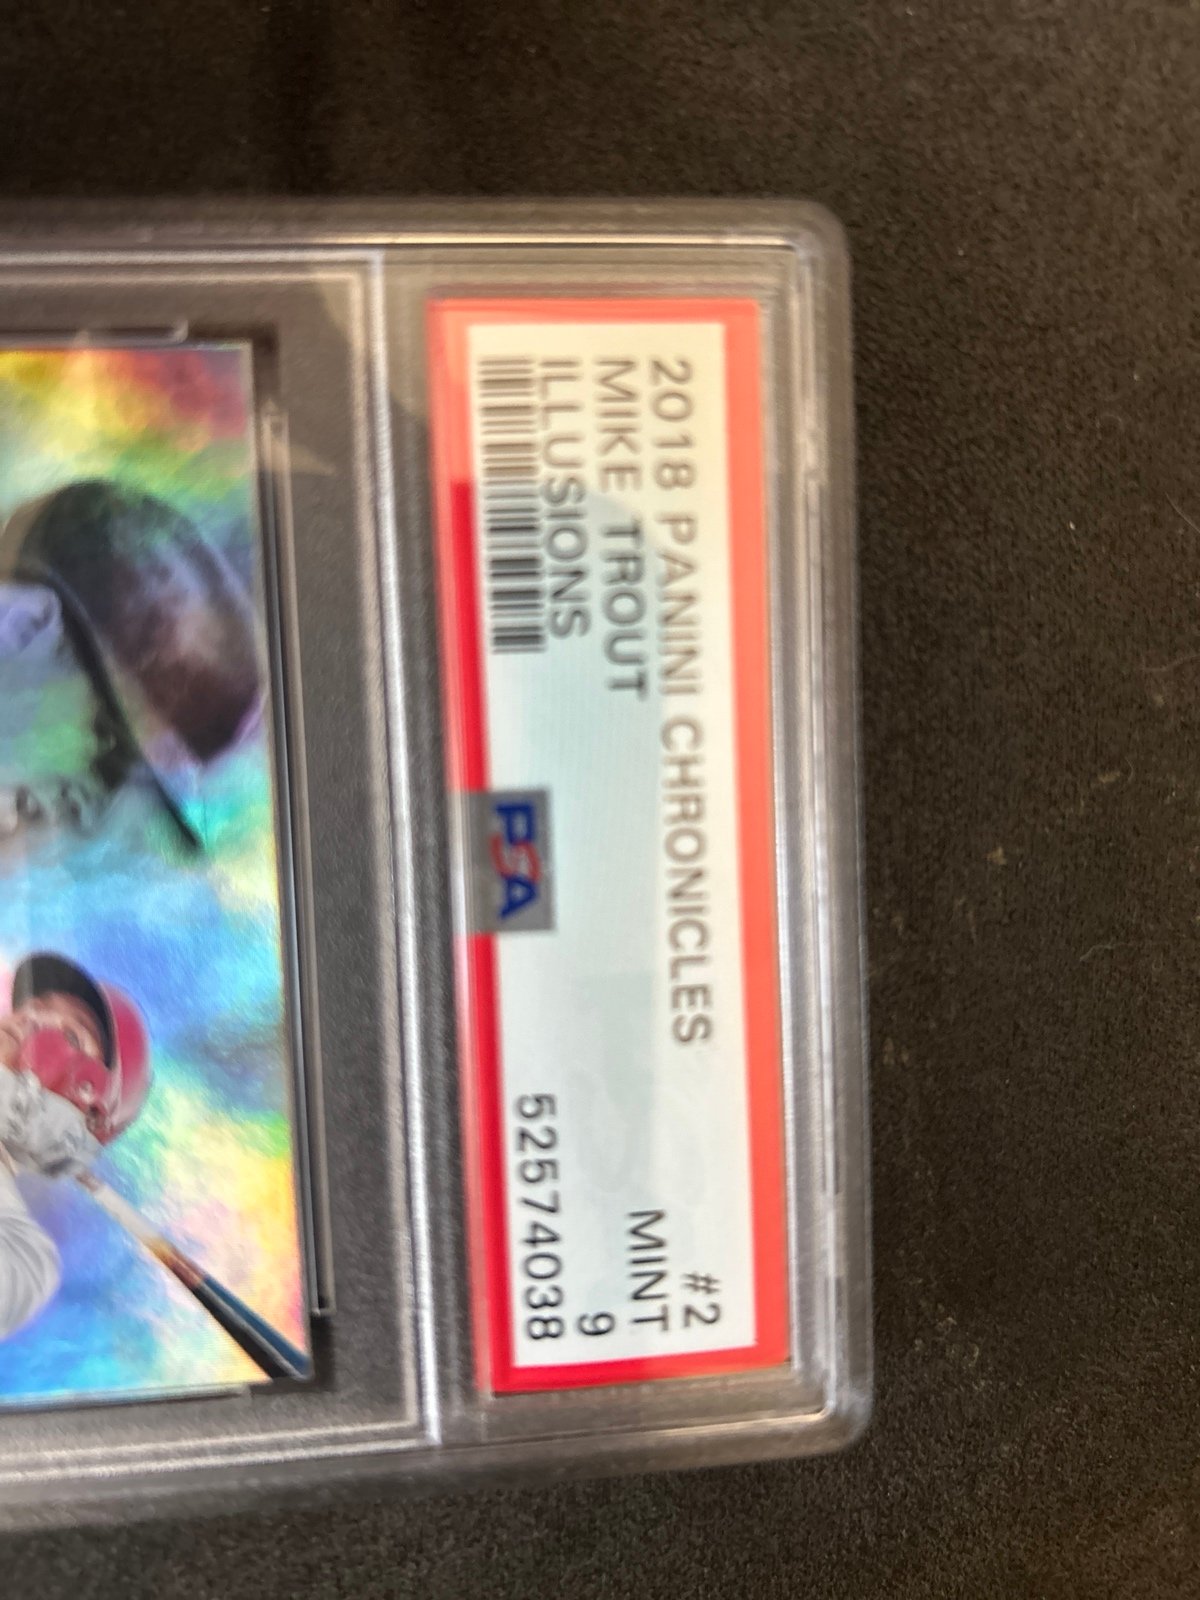 2018 PANINI CHRONICLES #2
MIKE TROUT MINT
ILLUSIONS 9
PSA 52574038